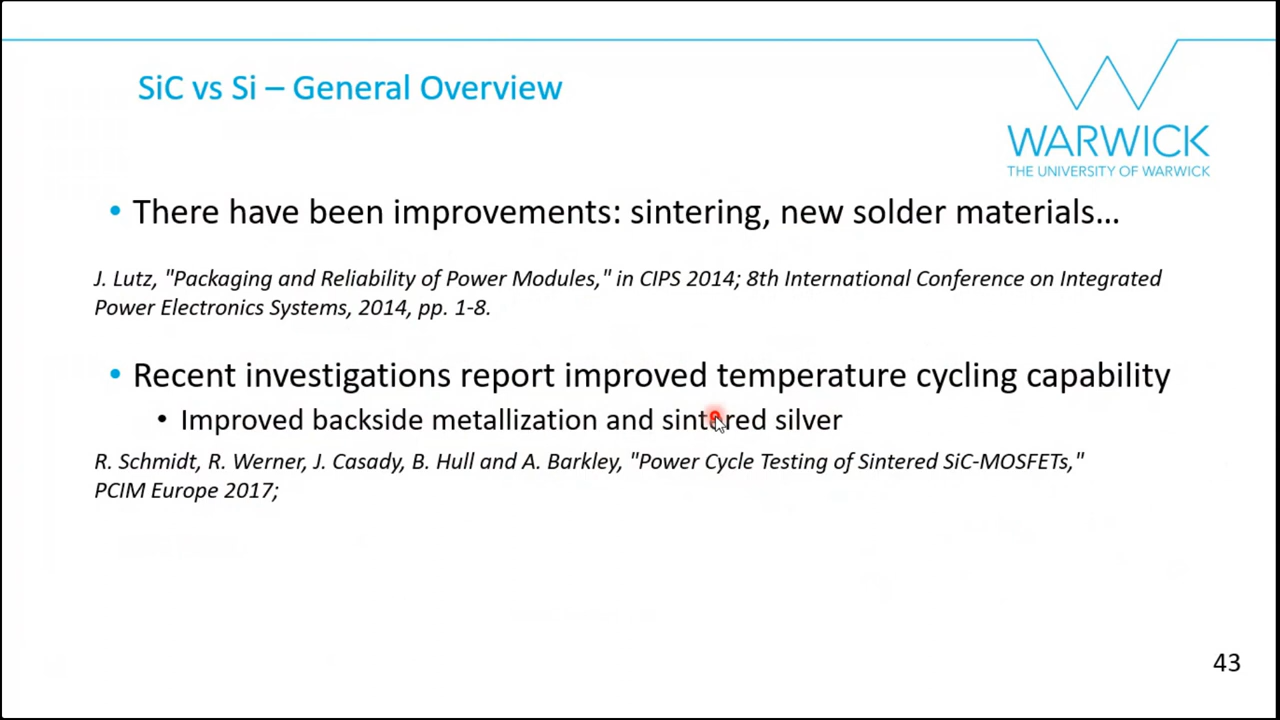 SiC vs Si – General Overview
WARWICK
THE UNIVERSITY OF WARWICK
• There have been improvements: sintering, new solder materials…
J. Lutz, "Packaging and Reliability of Power Modules," in CIPS 2014; 8th International Conference on Integrated
Power Electronics Systems, 2014, pp. 1-8.
• Recent investigations report improved temperature cycling capability
• Improved backside metallization and sintered silver
R. Schmidt, R. Werner, J. Casady, B. Hull and A. Barkley, "Power Cycle Testing of Sintered SiC-MOSFETs,"
PCIM Europe 2017;
43